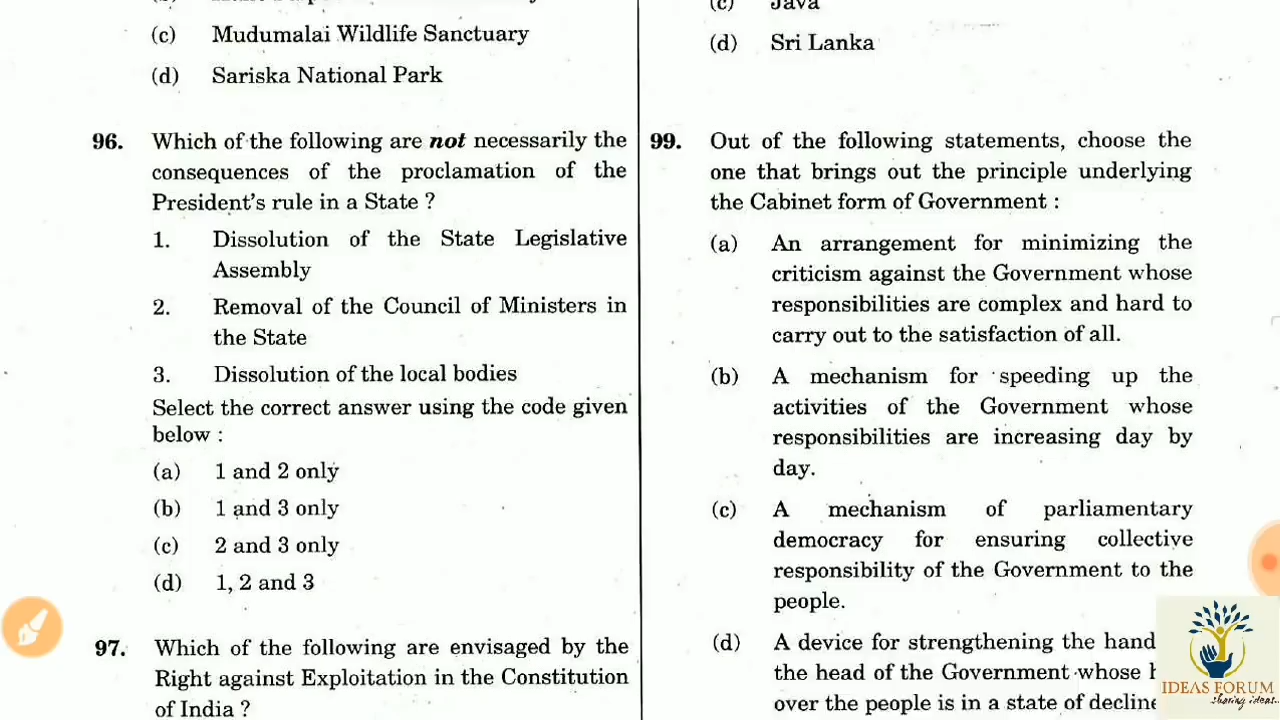 (c) Mudumalai Wildlife Sanctuary
(d) Sariska National Park
96. Which of the following are not necessarily the
consequences of the proclamation of the
President's rule in a State ?
1. Dissolution of the State Legislative
Assembly
2. Removal of the Council of Ministers in
the State
3. Dissolution of the local bodies
Select the correct answer using the code given
below :
(a) 1 and 2 only
(b) 1 and 3 only
(c) 2 and 3 only
(d) 1, 2 and 3
97. Which of the following are envisaged by the
Right against Exploitation in the Constitution
of India ?
(c) Java
(d) Sri Lanka
99. Out of the following statements, choose the
one that brings out the principle underlying
the Cabinet form of Government :
(a) An arrangement for minimizing the
criticism against the Government whose
responsibilities are complex and hard to
carry out to the satisfaction of all.
(b) A mechanism for speeding up the
activities of the Government whose
responsibilities are increasing day by
day.
(c) A mechanism of parliamentary
democracy for ensuring collective
responsibility of the Government to the
people.
(d) A device for strengthening the hand
the head of the Government whose
over the people is in a state of decline
IDEAS FORUM
sharing ideas